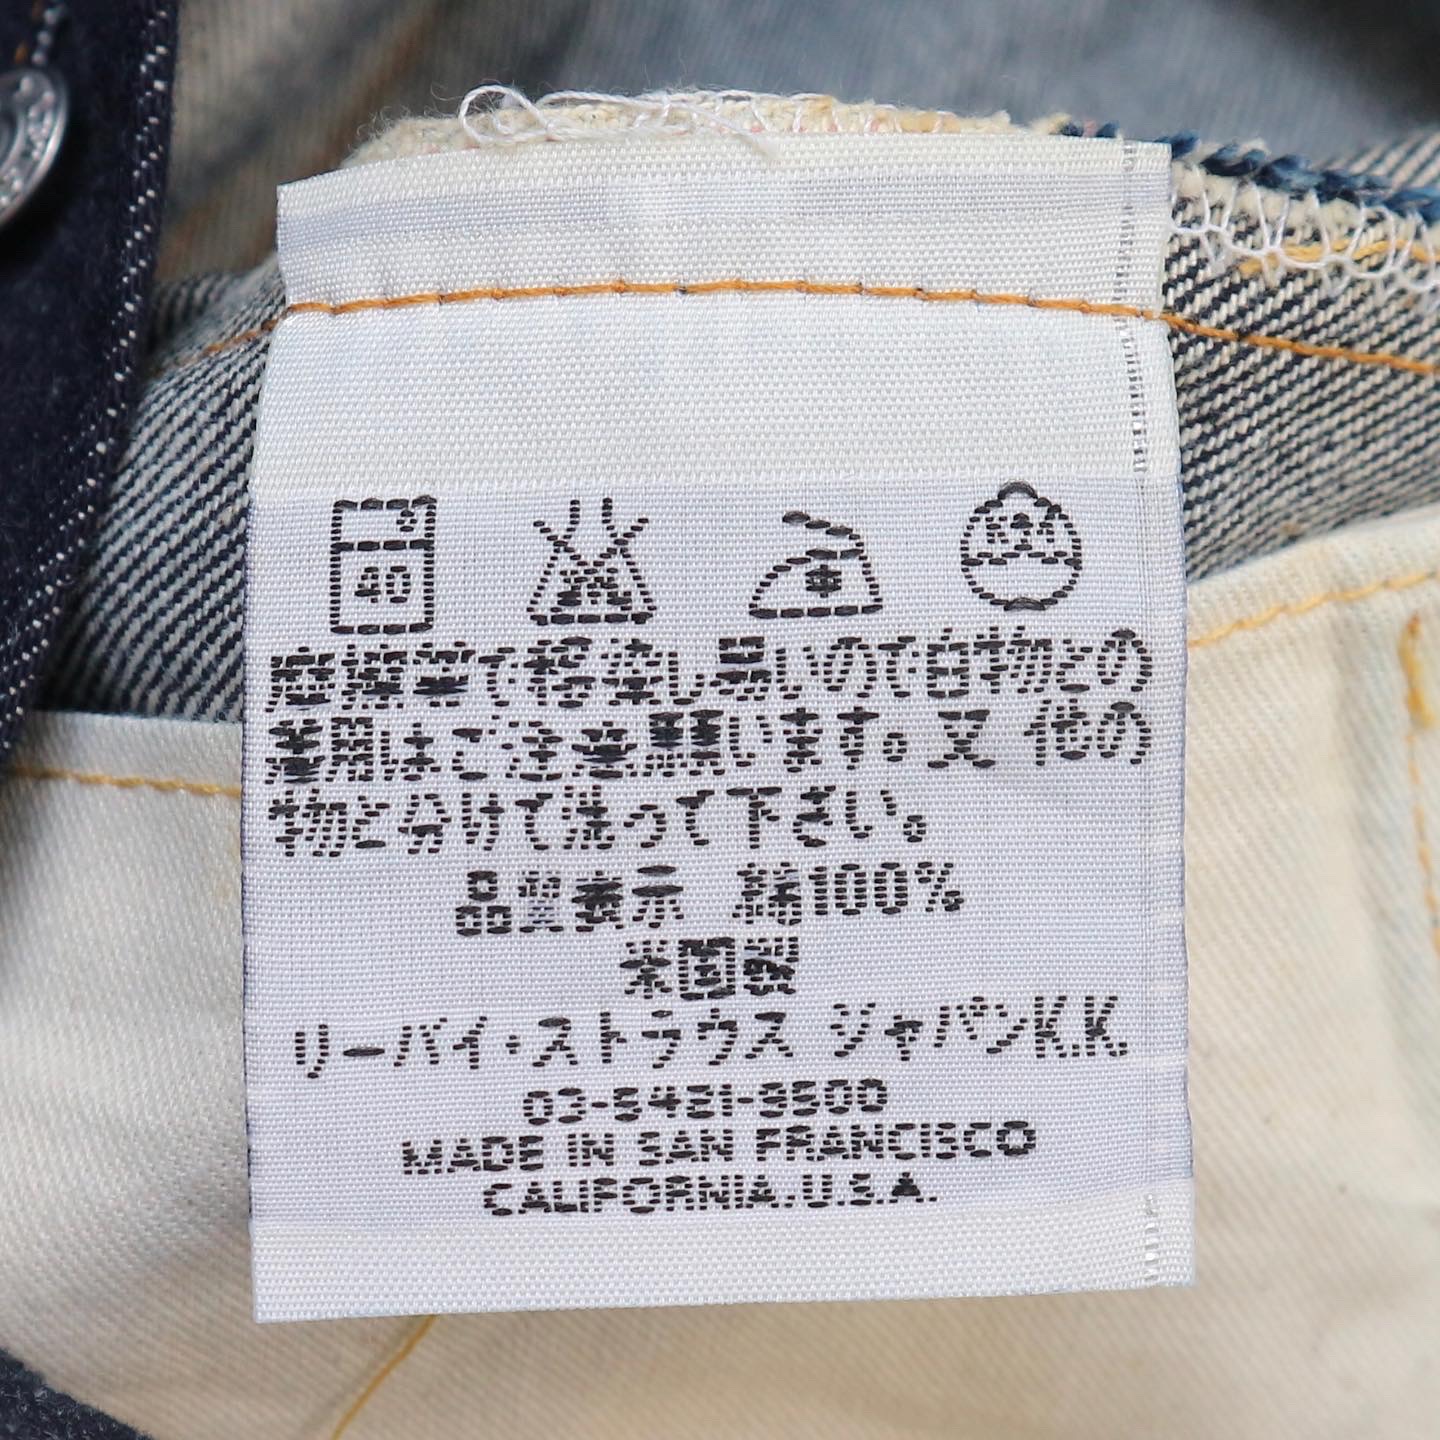 40
摩擦等で移染し易いので白物との
着用はご注意願います。又 他の
物と分けて洗って下さい。
品質表示 綿100%
米国製
リーバイ・ストラウス ジャパンK.K.
03-5421-9500
MADE IN SAN FRANCISCO
CALIFORNIA.U.S.A.